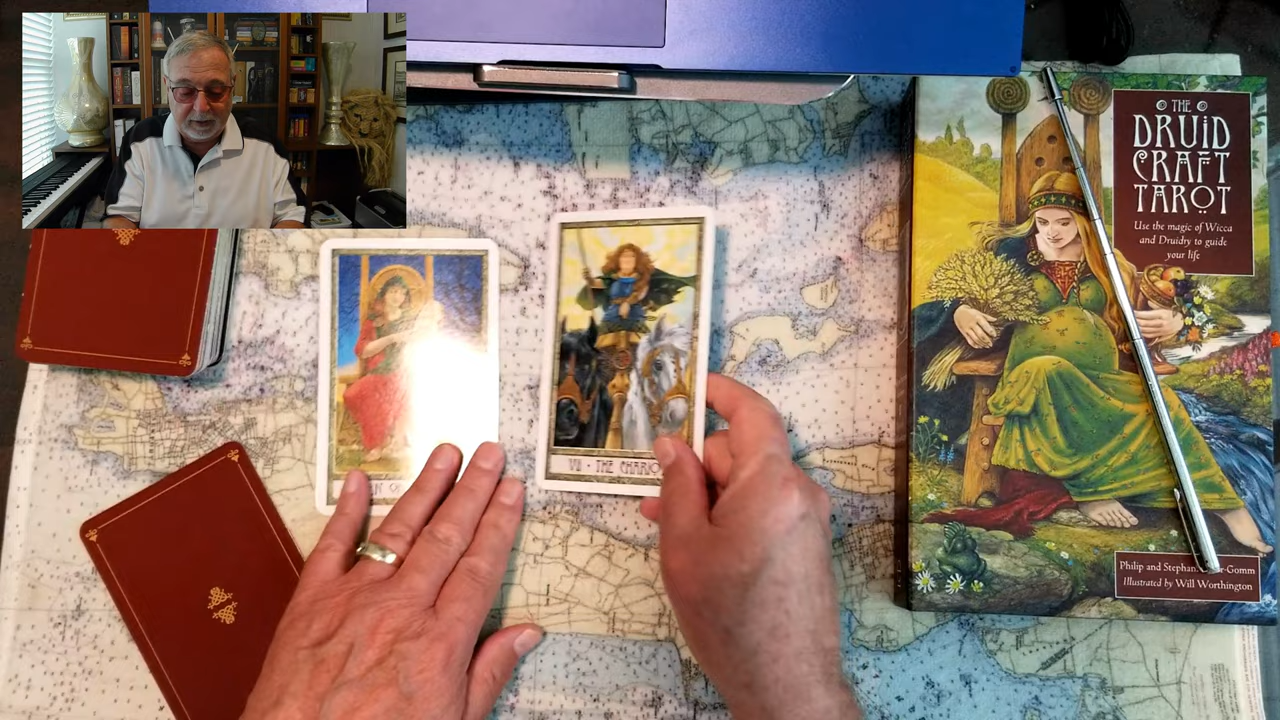 THE
DRUID
CRAFT
TAROT
Use the magic of Wicca
and Druidry to guide
your life
VII • THE CHARIO
Philip and Stephan
r-Gomm
Illustrated by Will Worthington